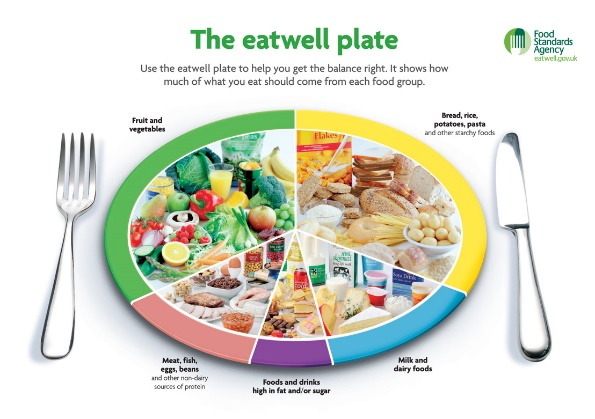 The eatwell plate
Food
Standards
Agency
eatwell.gov.uk
Use the eatwell plate to help you get the balance right. It shows how
much of what you eat should come from each food group.
Fruit and
vegetables
Bread, rice,
potatoes, pasta
and other starchy foods
Flakes
Soya Drink
Meat, fish,
eggs, beans
and other non-dairy
sources of protein
Foods and drinks
high in fat and/or sugar
Milk and
dairy foods